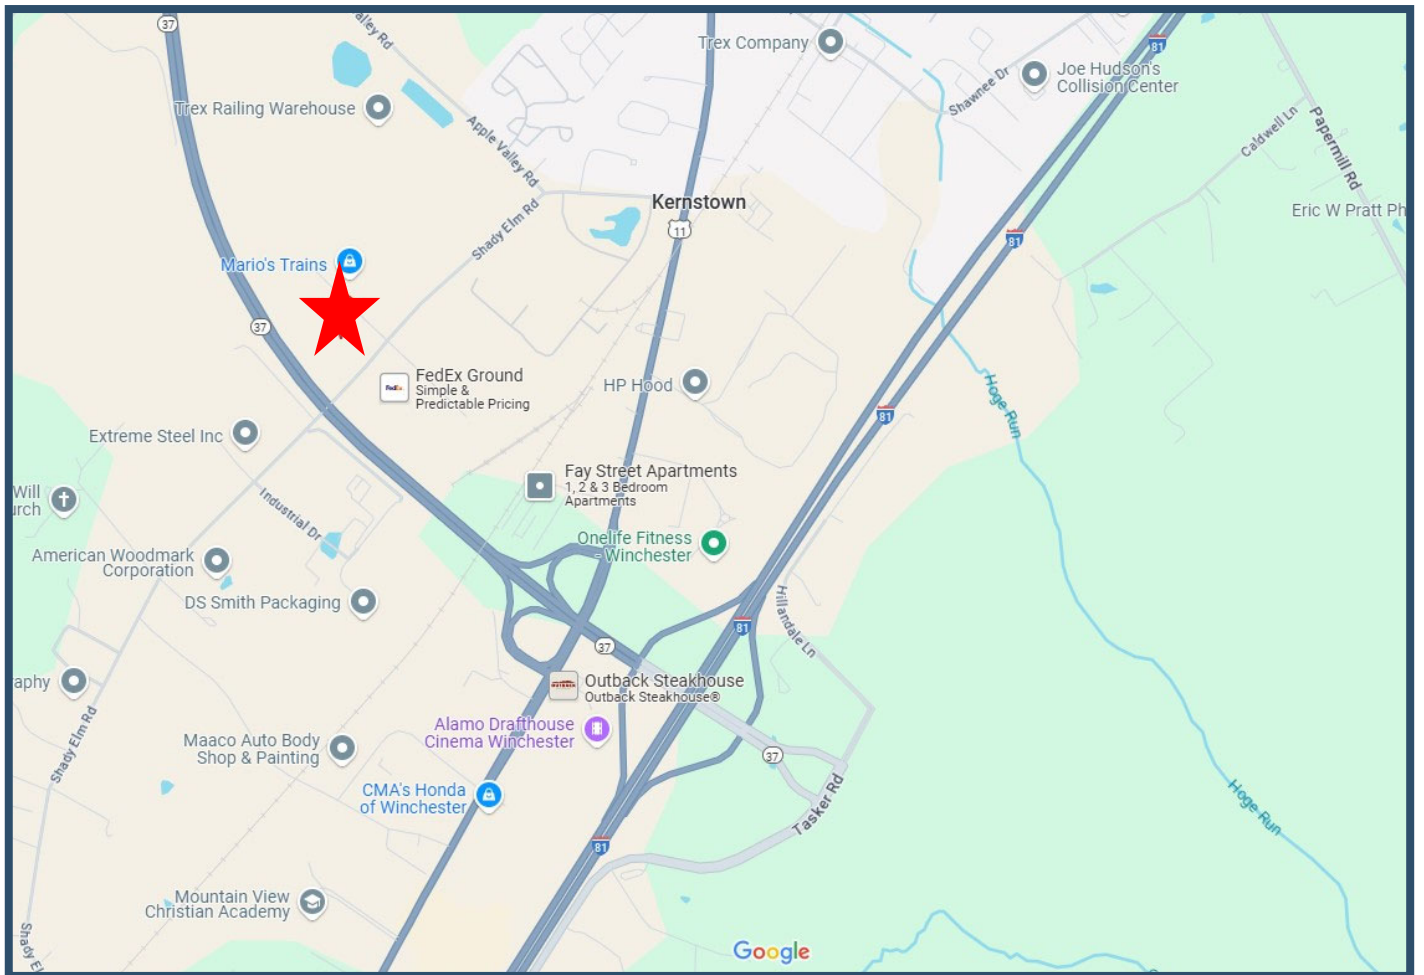 37
alley Rd
Trex Company
81
Joe Hudson's
Collision Center
Shawnee Dr
Trex Railing Warehouse
Apple Valley Rd
Caldwell Ln
Papermill Rd
Kernstown
11
Eric W Pratt Ph
Shady Elm Rd
81
Mario's Trains
37
FedEx Ground
Simple &
Predictable Pricing
FedEx
HP Hood
Hoge Run
81
Extreme Steel Inc
Fay Street Apartments
1, 2 & 3 Bedroom
Apartments
Will
urch
Industrial Dr
Onelife Fitness
- Winchester
American Woodmark
Corporation
DS Smith Packaging
Hillandale Ln
81
37
aphy
Outback Steakhouse
Outback Steakhouse®
OUTBACK
Shady Elm Rd
Alamo Drafthouse
Cinema Winchester
Maaco Auto Body
Shop & Painting
37
CMA's Honda
of Winchester
Tasker Rd
Hoge Run
81
Mountain View
Christian Academy
Shady El
Google